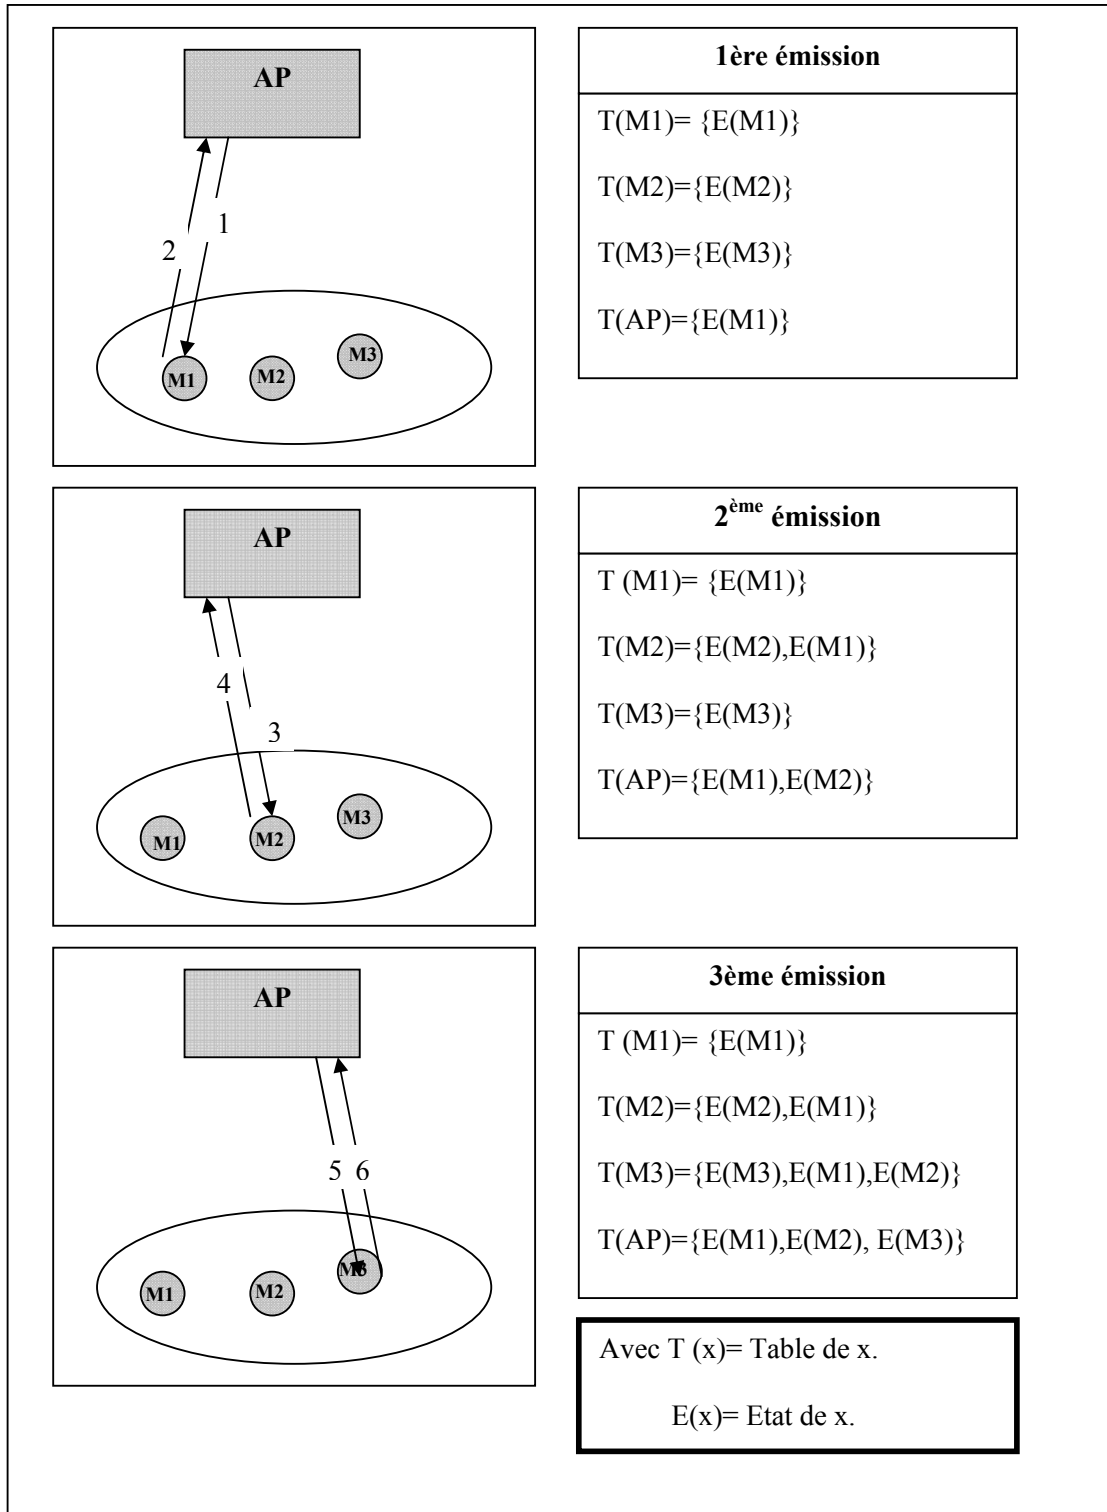 AP
2
1
M1
M2
M3
1ère émission
T(M1)= {E(M1)}
T(M2)={E(M2)}
T(M3)={E(M3)}
T(AP)={E(M1)}
AP
4
3
M1
M2
M3
2ème émission
T (M1)= {E(M1)}
T(M2)={E(M2),E(M1)}
T(M3)={E(M3)}
T(AP)={E(M1),E(M2)}
AP
5 6
M1
M2
M3
3ème émission
T (M1)= {E(M1)}
T(M2)={E(M2),E(M1)}
T(M3)={E(M3),E(M1),E(M2)}
T(AP)={E(M1),E(M2), E(M3)}
Avec T (x)= Table de x.
E(x)= Etat de x.